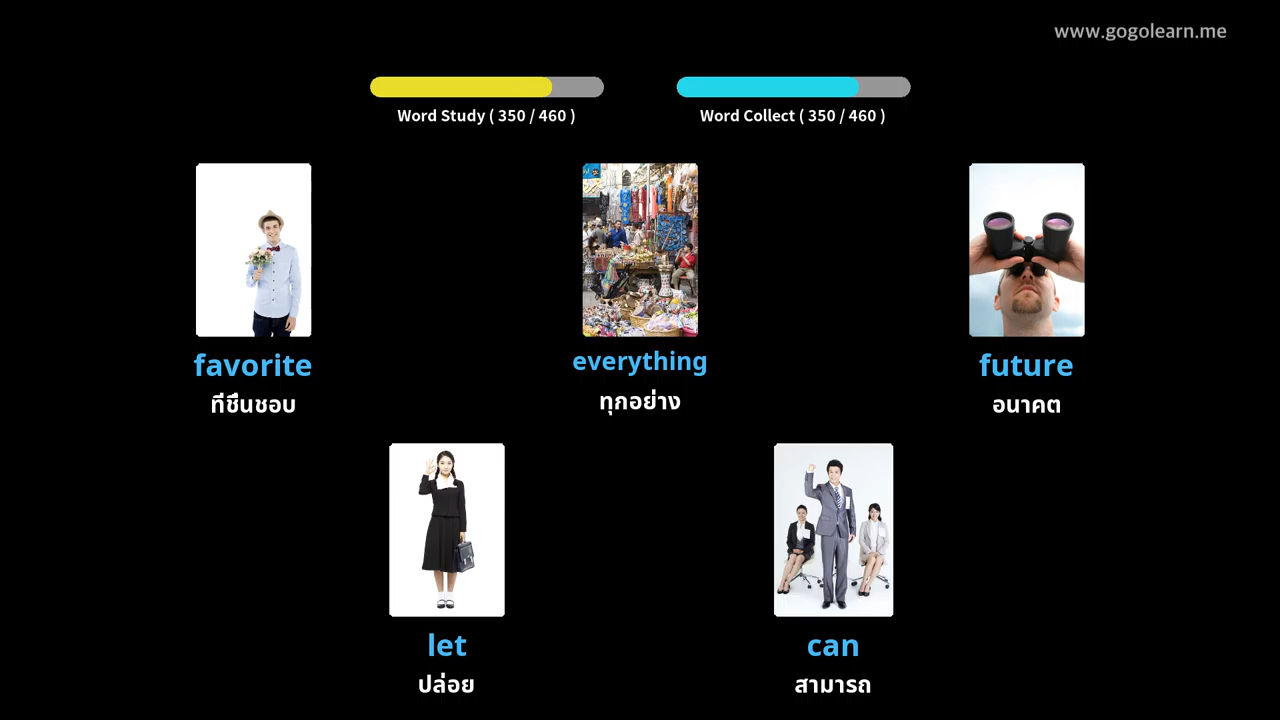 www.gogolearn.me
Word Study ( 350 / 460 )
Word Collect ( 350 / 460 )
favorite
everything
future
ที่ชื่นชอบ
ทุกอย่าง
อนาคต
let
can
ปล่อย
สามารถ